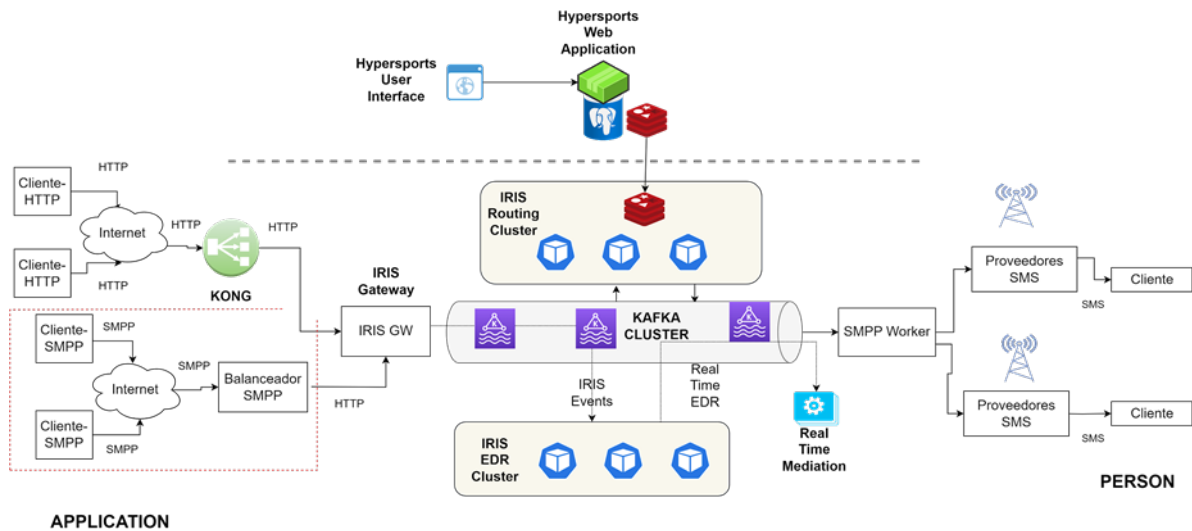 Hypersports
Web
Application
Hypersports
User
Interface
HTTP
Cliente-
HTTP
Internet
HTTP
HTTP
Cliente-
HTTP
HTTP
KONG
IRIS
Routing
Cluster
IRIS
Gateway
IRIS GW
KAFKA
CLUSTER
SMPP Worker
Proveedores
SMS
SMS
Cliente
Cliente-
SMPP
SMPP
Internet
SMPP
Balanceador
SMPP
HTTP
Cliente-
SMPP
SMPP
IRIS
Events
Real
Time
EDR
IRIS
EDR
Cluster
Real
Time
Mediation
Proveedores
SMS
SMS
Cliente
APPLICATION
PERSON